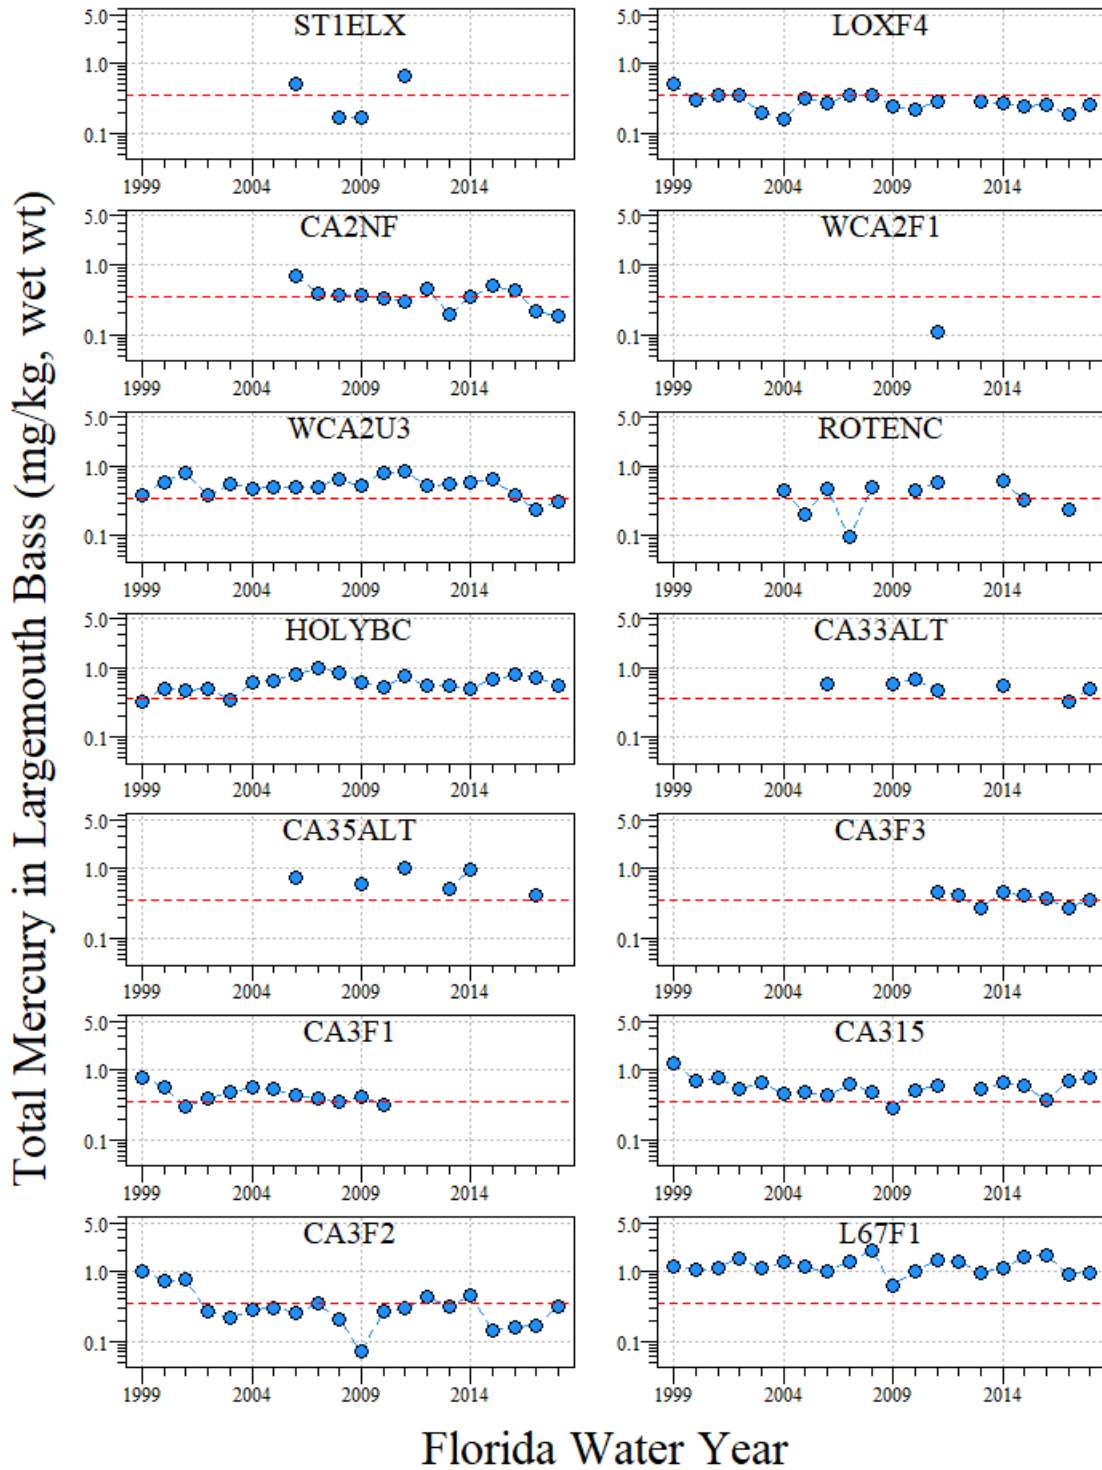 Total Mercury in Largemouth Bass (mg/kg, wet wt)
ST1ELX
5.0
1.0
0.1
1999 2004 2009 2014
LOXF4
5.0
1.0
0.1
1999 2004 2009 2014
CA2NF
5.0
1.0
0.1
1999 2004 2009 2014
WCA2F1
5.0
1.0
0.1
1999 2004 2009 2014
WCA2U3
5.0
1.0
0.1
1999 2004 2009 2014
ROTENC
5.0
1.0
0.1
1999 2004 2009 2014
HOLYBC
5.0
1.0
0.1
1999 2004 2009 2014
CA33ALT
5.0
1.0
0.1
1999 2004 2009 2014
CA35ALT
5.0
1.0
0.1
1999 2004 2009 2014
CA3F3
5.0
1.0
0.1
1999 2004 2009 2014
CA3F1
5.0
1.0
0.1
1999 2004 2009 2014
CA315
5.0
1.0
0.1
1999 2004 2009 2014
CA3F2
5.0
1.0
0.1
1999 2004 2009 2014
L67F1
5.0
1.0
0.1
1999 2004 2009 2014
Florida Water Year